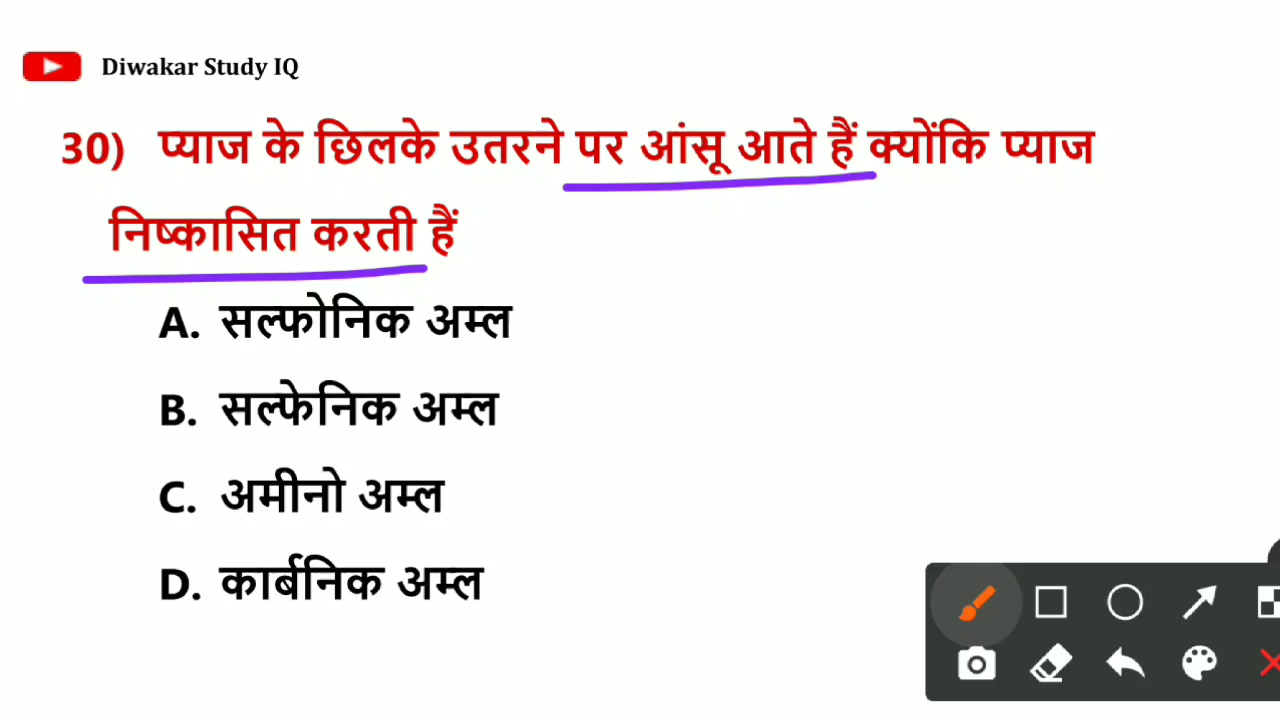 Diwakar Study IQ
30) प्याज के छिलके उतरने पर आंसू आते हैं क्योंकि प्याज
निष्कासित करती हैं
A. सल्फोनिक अम्ल
B. सल्फेनिक अम्ल
C. अमीनो अम्ल
D. कार्बनिक अम्ल